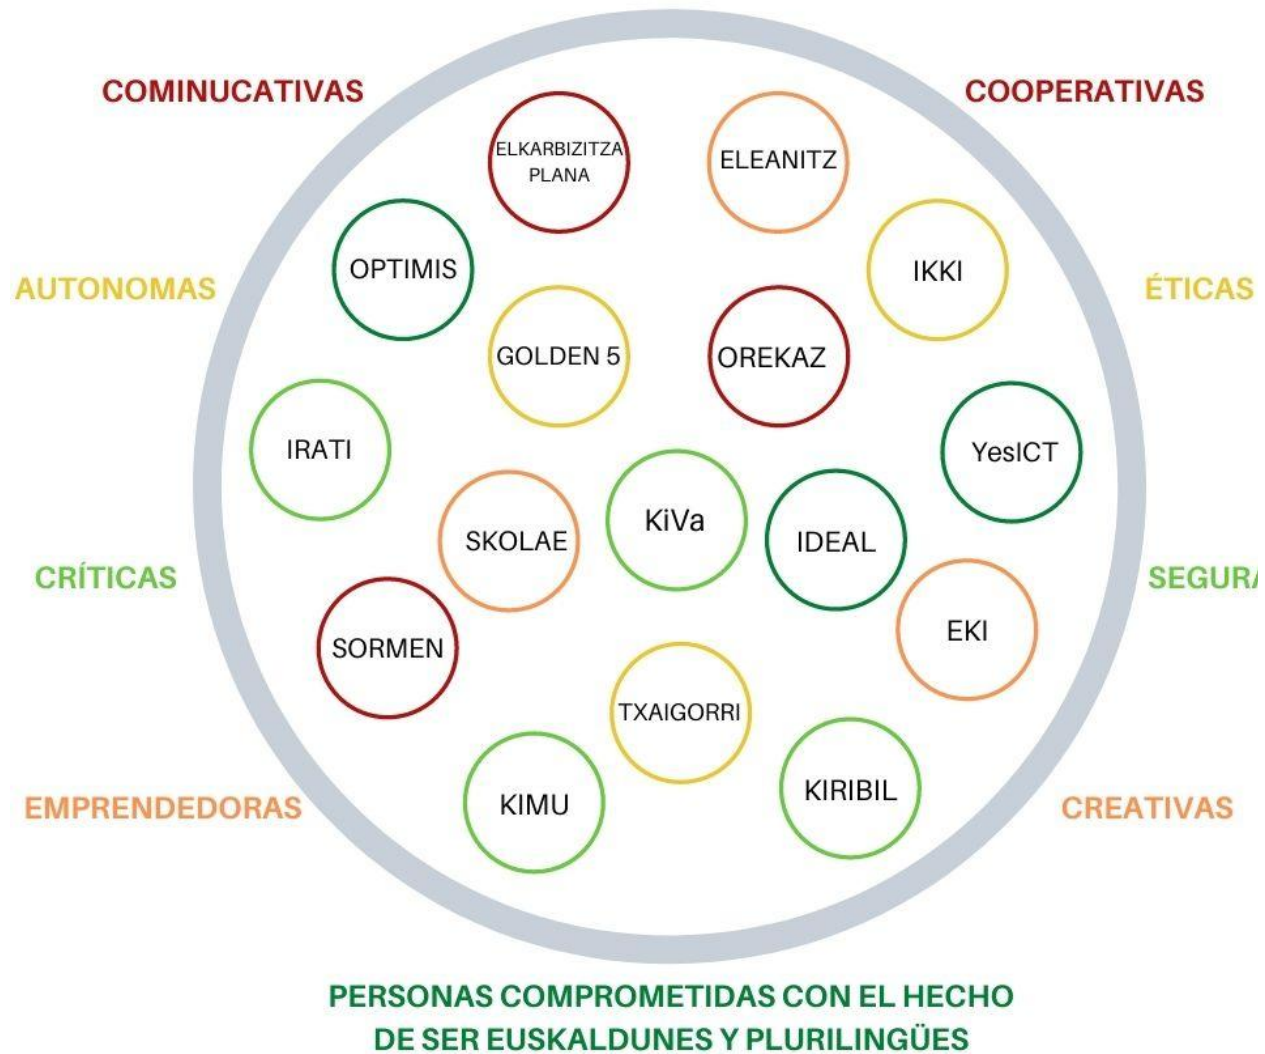 COMINUCATIVAS
COOPERATIVAS
ELKARBIZITZA
PLANA
ELEANITZ
OPTIMIS
IKKI
AUTONOMAS
ÉTICAS
GOLDEN 5
OREKAZ
IRATI
YesICT
SKOLAE
KiVa
IDEAL
CRÍTICAS
SEGURA
EKI
SORMEN
TXAIGORRI
KIMU
KIRIBIL
EMPRENDEDORAS
CREATIVAS
PERSONAS COMPROMETIDAS CON EL HECHO
DE SER EUSKALDUNES Y PLURILINGÜES